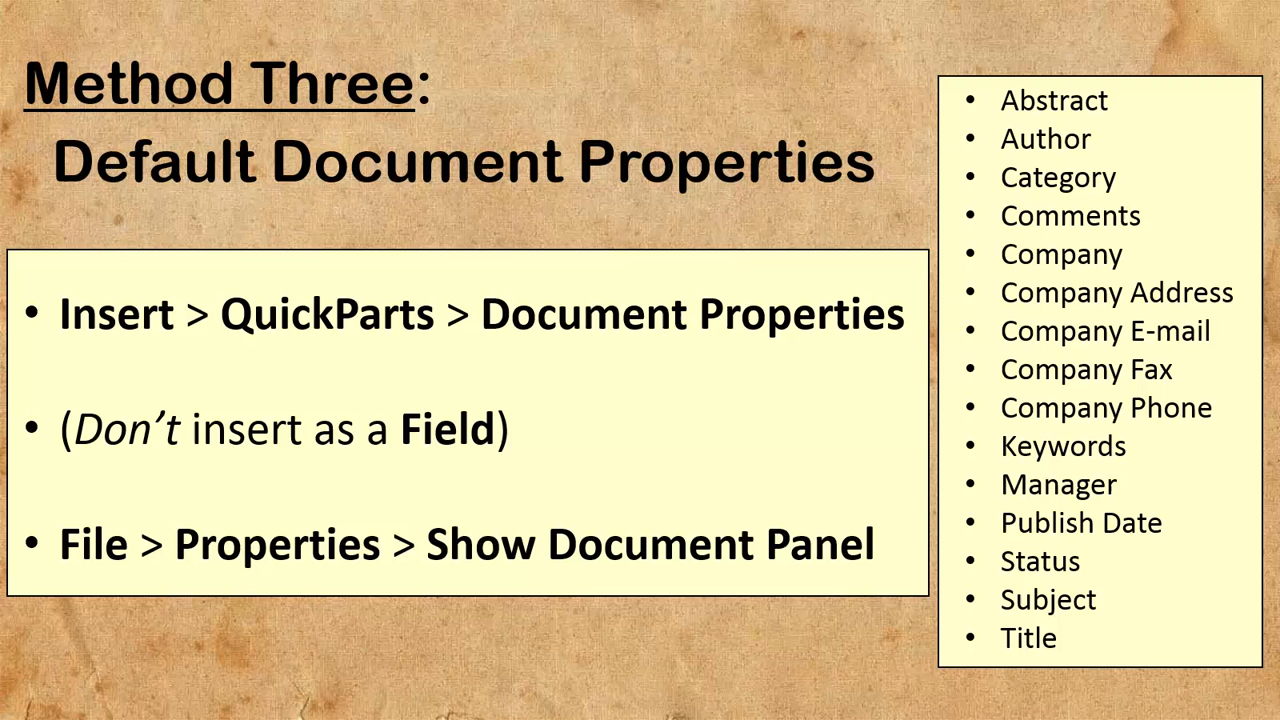 Method Three:
Default Document Properties
• Insert > QuickParts > Document Properties
• (Don’t insert as a Field)
• File > Properties > Show Document Panel
• Abstract
• Author
• Category
• Comments
• Company
• Company Address
• Company E-mail
• Company Fax
• Company Phone
• Keywords
• Manager
• Publish Date
• Status
• Subject
• Title